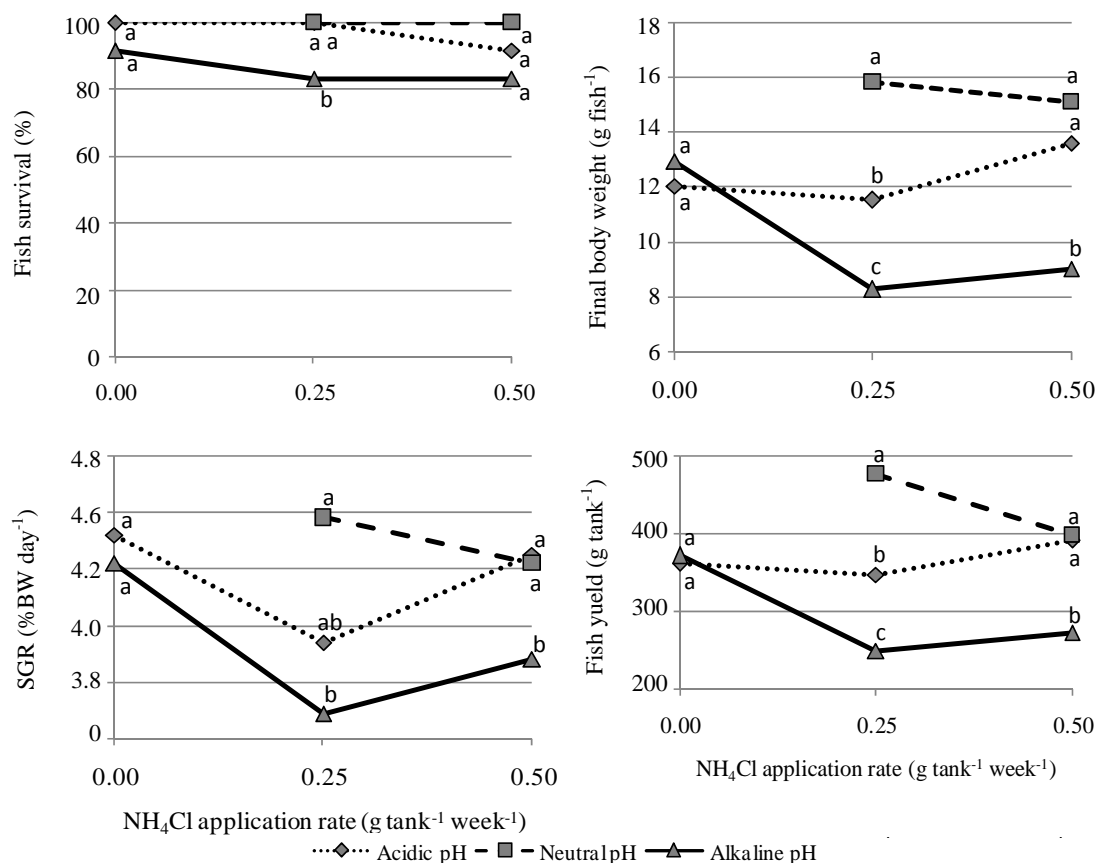 Fish survival (%)
100
80
60
40
20
0
a
a a
a
a
b
a
a
0.00 0.25 0.50
Final body weight (g fish-1)
18
16
14
12
10
8
6
a
a
a
a
b
a
c
b
0.00 0.25 0.50
SGR (%BW day-1)
4.8
4.6
4.2
4.0
3.8
0
a
a
a
a
ab
a
b
b
0.00 0.25 0.50
NH4Cl application rate (g tank-1 week-1)
Fish yueld (g tank-1)
500
400
300
200
a
a
a
a
b
a
c
b
0.00 0.25 0.50
NH4Cl application rate (g tank-1 week-1)
Acidic pH Neutral pH Alkaline pH